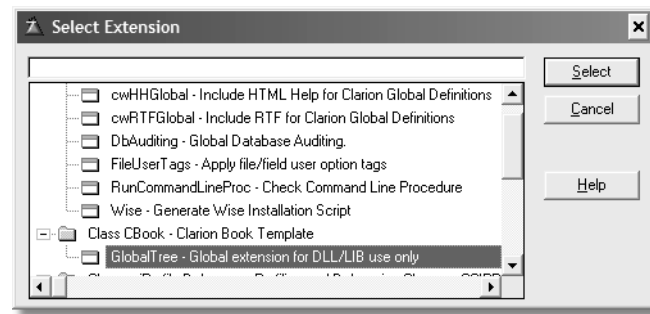 Select Extension
Select
cwHHGlobal - Include HTML Help for Clarion Global Definitions
cwRTFGlobal - Include RTF for Clarion Global Definitions
Cancel
DbAuditing - Global Database Auditing.
FileUserTags - Apply file/field user option tags
RunCommandLineProc - Check Command Line Procedure
Help
Wise - Generate Wise Installation Script
Class CBook - Clarion Book Template
GlobalTree - Global extension for DLL/LIB use only